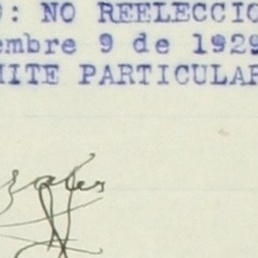 : NO REELECCIO
embre 9 de 1929
MITE PARTICULAR